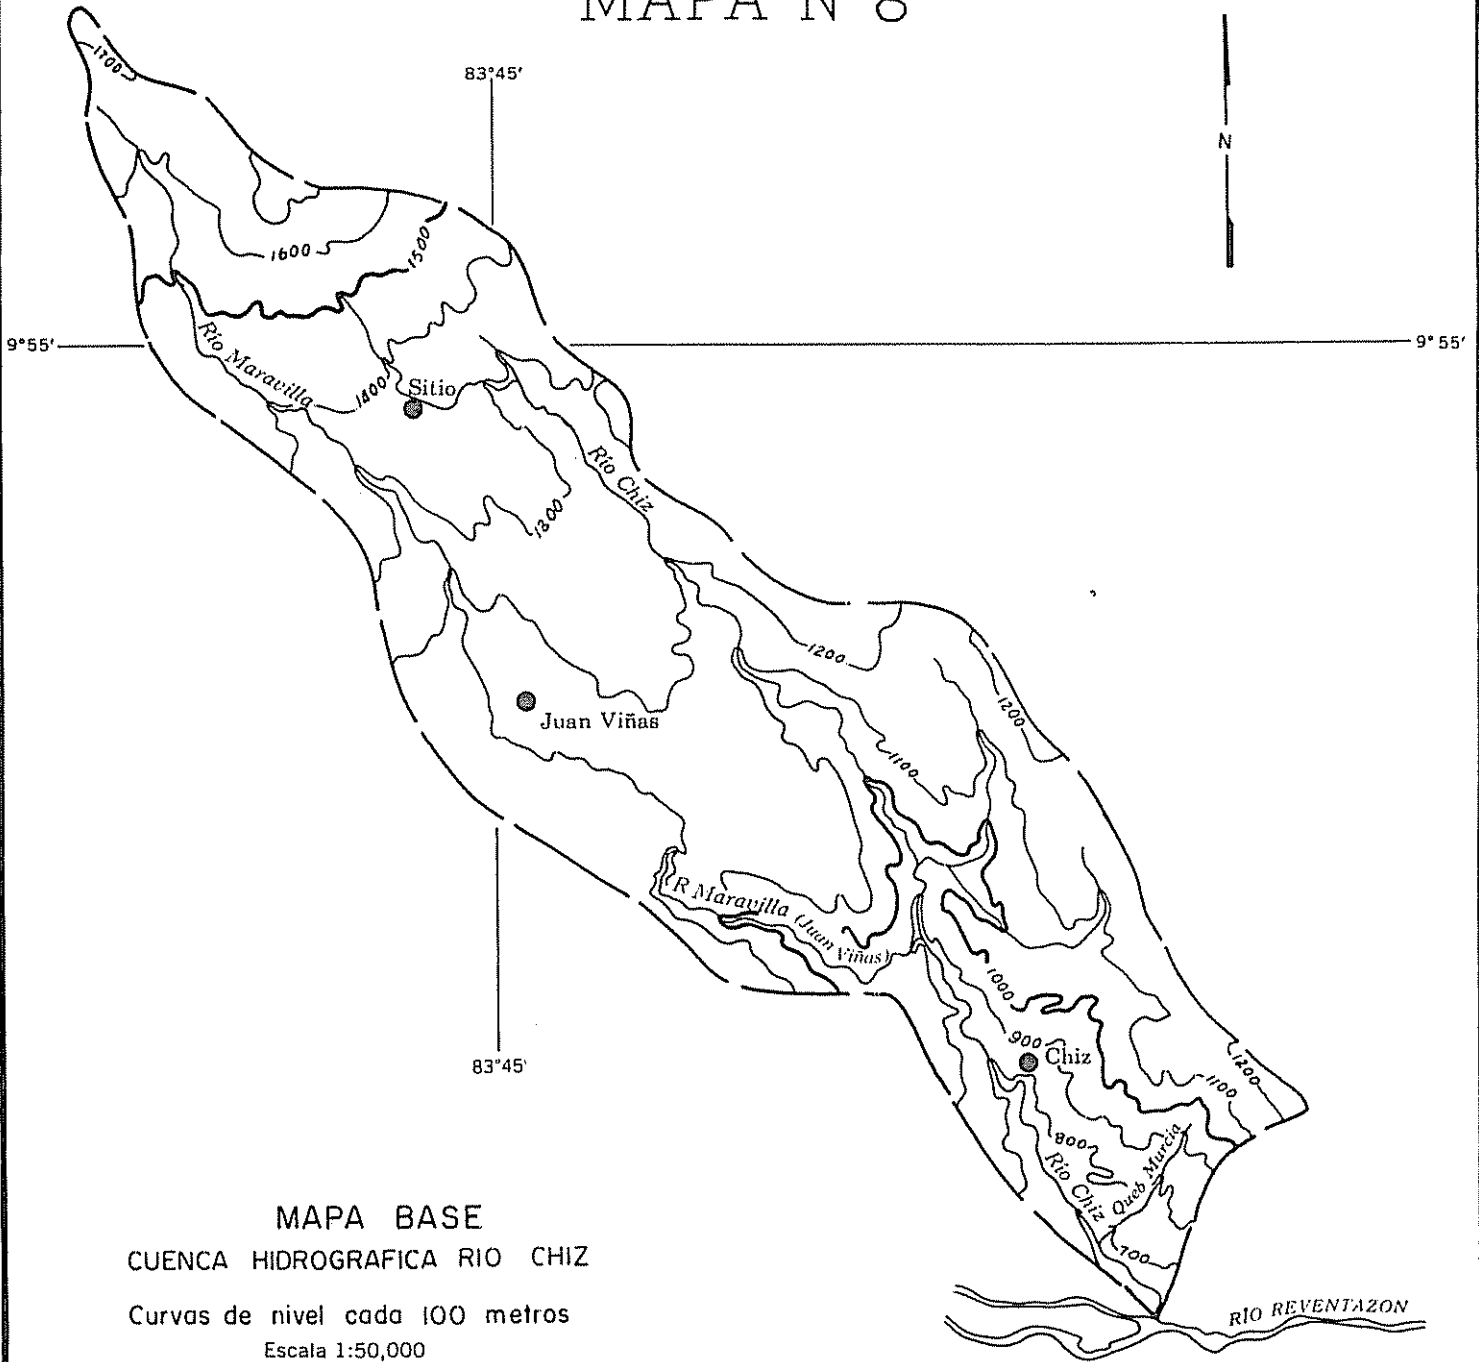 MAPA N 8
1700
83°45'
N
1600
1500
9°55'
9°55'
Río Maravilla
1400
Sitio
Río Chiz
1300
1200
1200
Juan Viñas
1100
R Maravilla (Juan Viñas)
1000
900
Chiz
83°45'
1200
1100
800
Río Chiz
Queb Murcia
700
MAPA BASE
CUENCA HIDROGRAFICA RIO CHIZ
Curvas de nivel cada 100 metros
Escala 1:50,000
RÍO REVENTAZON